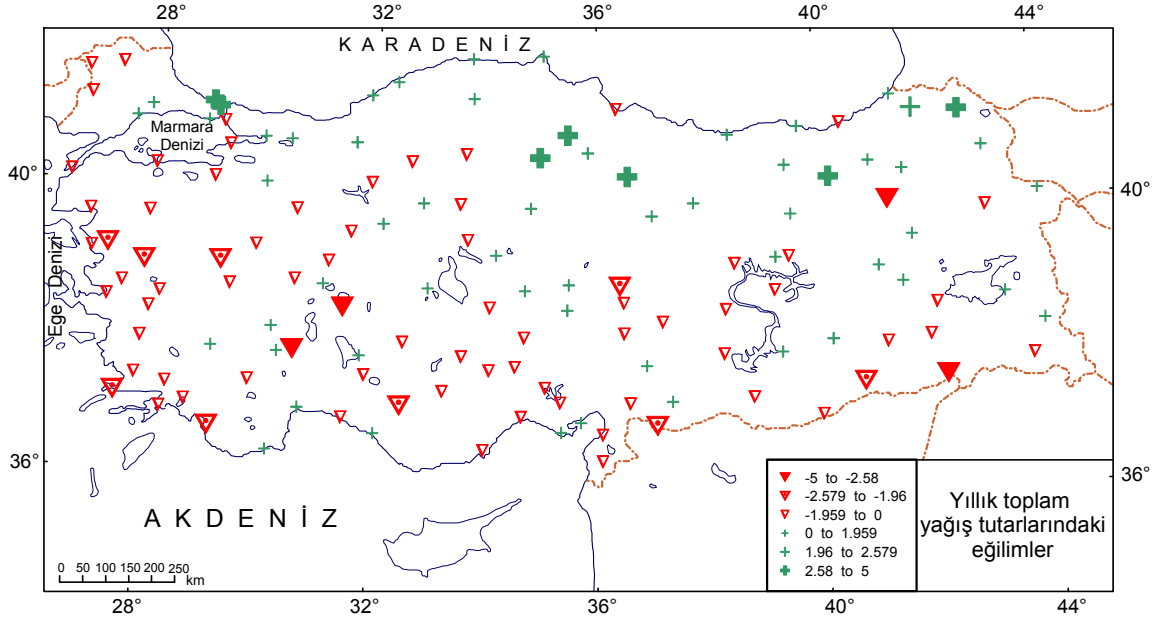 28° 32° 36° 40° 44°
K A R A D E N İ Z
Marmara
Denizi
40° 40°
Ege Denizi
36° 36°
A K D E N İ Z
0 50 100 150 200 250
km
-5 to -2.58
-2.579 to -1.96
-1.959 to 0
0 to 1.959
1.96 to 2.579
2.58 to 5
Yıllık toplam
yağış tutarlarındaki
eğilimler
28° 32° 36° 40° 44°